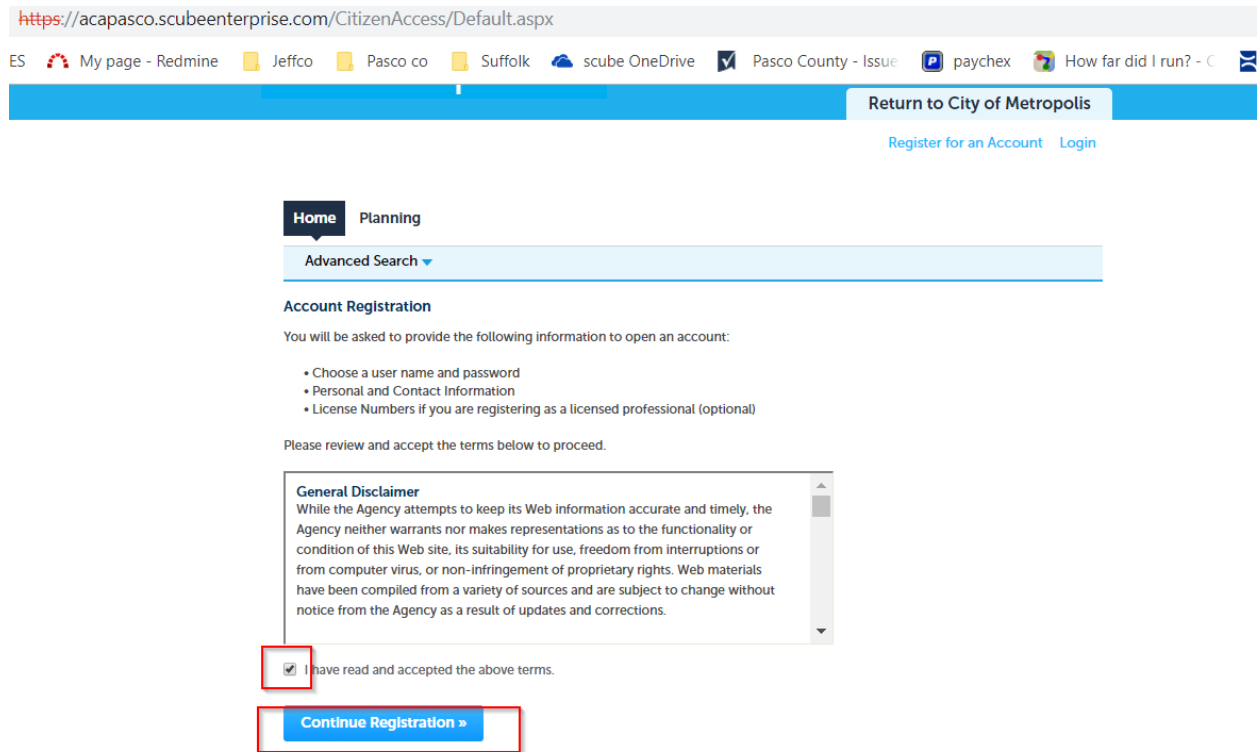 https://acapasco.scubeenterprise.com/CitizenAccess/Default.aspx
ES My page - Redmine Jeffco Pasco co Suffolk scube OneDrive Pasco County - Issue paychex How far did I run? -
Return to City of Metropolis
Register for an Account Login
Home Planning
Advanced Search
Account Registration
You will be asked to provide the following information to open an account:
• Choose a user name and password
• Personal and Contact Information
• License Numbers if you are registering as a licensed professional (optional)
Please review and accept the terms below to proceed.
General Disclaimer
While the Agency attempts to keep its Web information accurate and timely, the
Agency neither warrants nor makes representations as to the functionality or
condition of this Web site, its suitability for use, freedom from interruptions or
from computer virus, or non-infringement of proprietary rights. Web materials
have been compiled from a variety of sources and are subject to change without
notice from the Agency as a result of updates and corrections.
I have read and accepted the above terms.
Continue Registration »